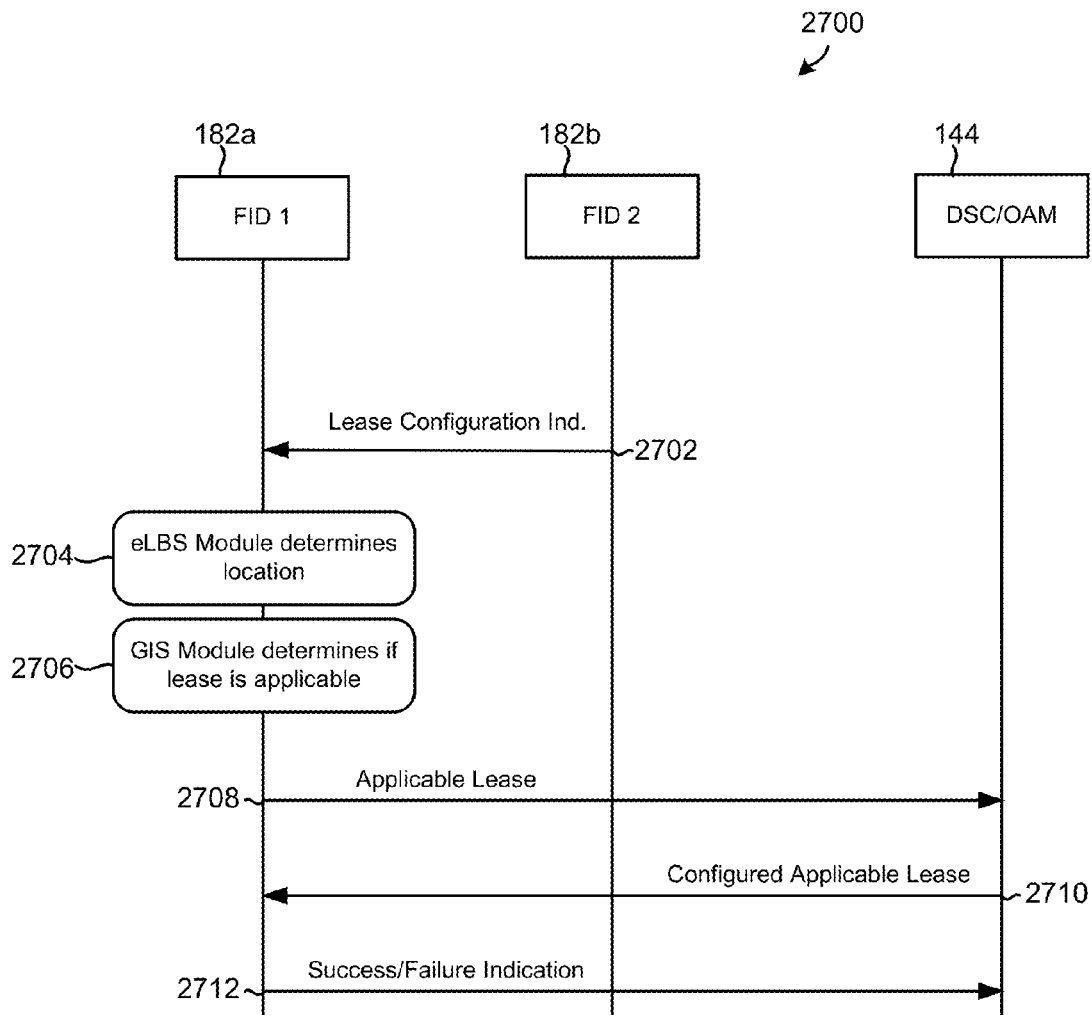 2700
182a
182b
144
FID 1
FID 2
DSC/OAM
Lease Configuration Ind.
2702
2704
eLBS Module determines
location
2706
GIS Module determines if
lease is applicable
Applicable Lease
2708
Configured Applicable Lease
2710
Success/Failure Indication
2712